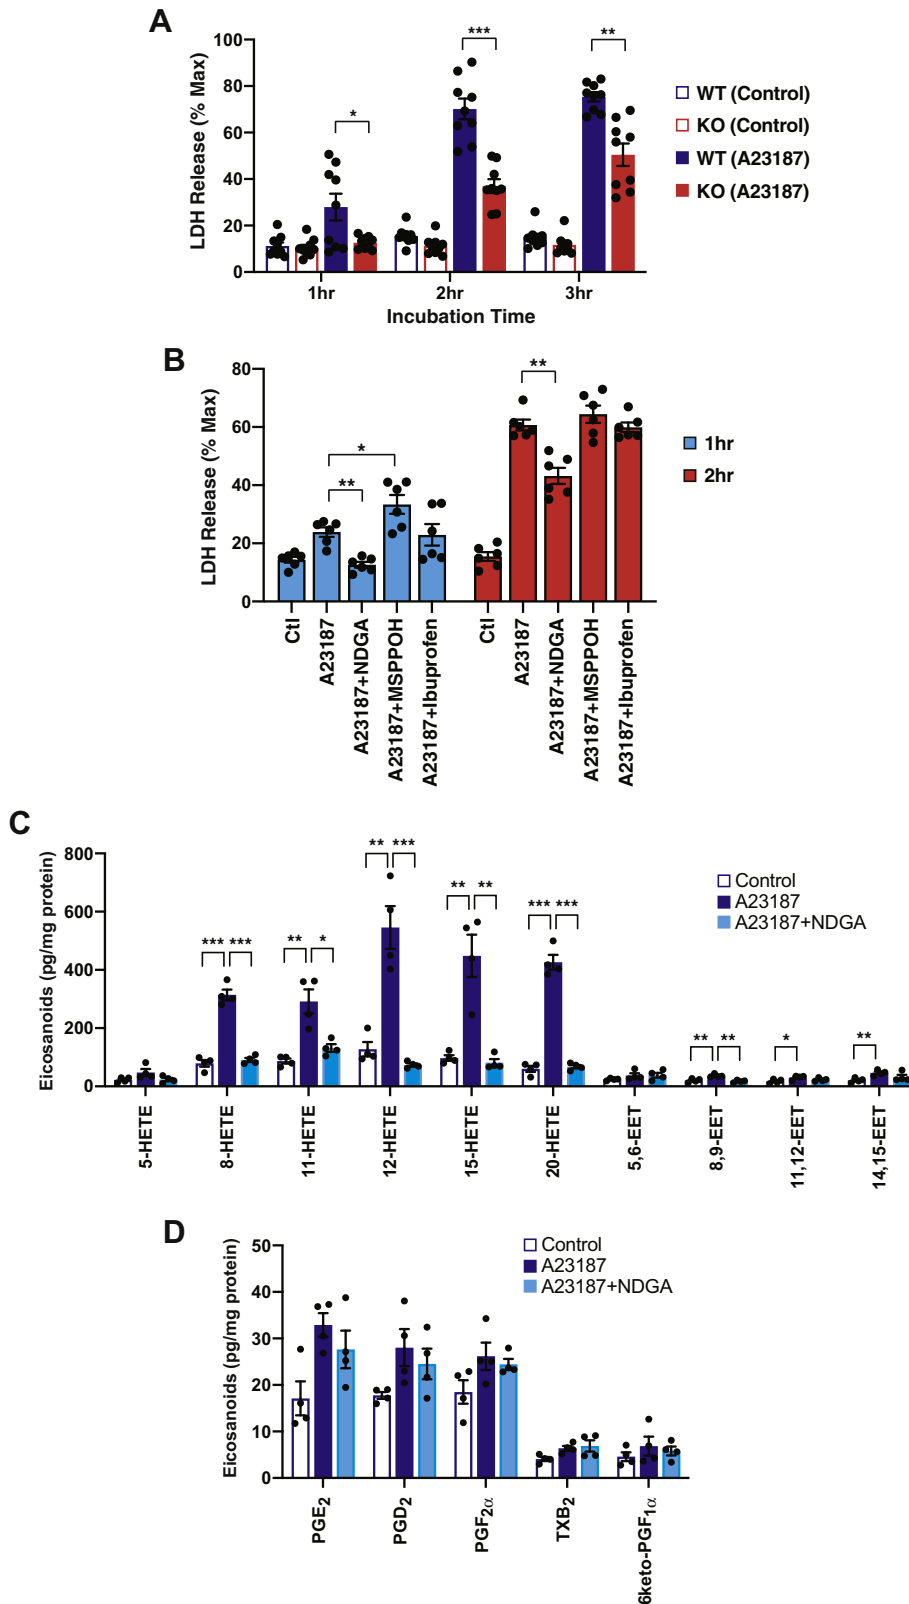 A
LDH Release (% Max)
100
80
60
40
20
0
*
***
**
1hr
2hr
3hr
Incubation Time
WT (Control)
KO (Control)
WT (A23187)
KO (A23187)
B
LDH Release (% Max)
80
60
40
20
0
*
**
**
Ctl
A23187
A23187+NDGA
A23187+MSPPOH
A23187+Ibuprofen
Ctl
A23187
A23187+NDGA
A23187+MSPPOH
A23187+Ibuprofen
1hr
2hr
C
Eicosanoids (pg/mg protein)
800
600
400
200
0
*** ***
** *
** ***
** **
*** ***
** **
*
**
5-HETE
8-HETE
11-HETE
12-HETE
15-HETE
20-HETE
5,6-EET
8,9-EET
11,12-EET
14,15-EET
Control
A23187
A23187+NDGA
D
Eicosanoids (pg/mg protein)
50
40
30
20
10
0
PGE2
PGD2
PGF2α
TXB2
6keto-PGF1α
Control
A23187
A23187+NDGA